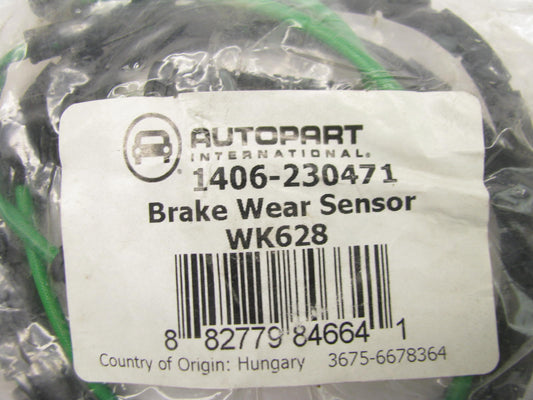 AUTOPART
INTERNATIONAL®
1406-230471
Brake Wear Sensor
WK628
8 82779 84664 1
Country of Origin: Hungary 3675-6678364